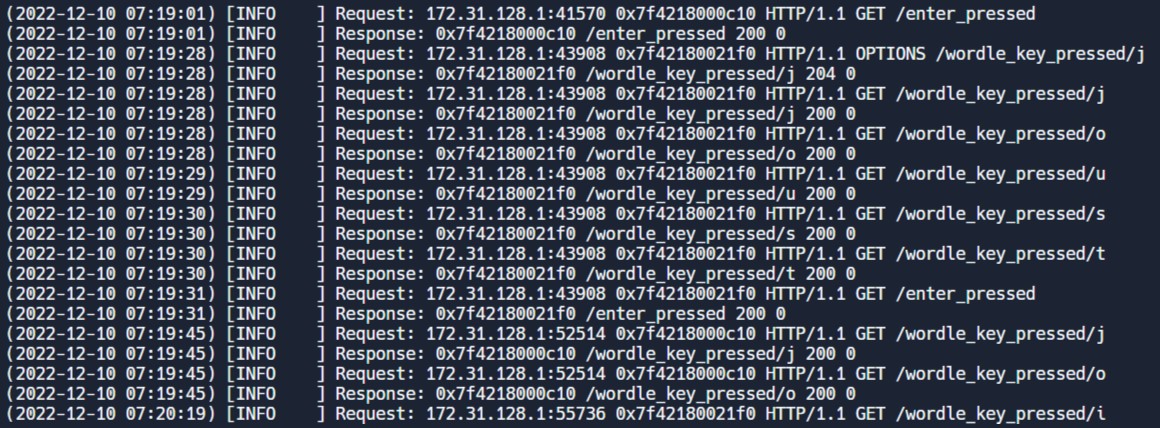 (2022-12-10 07:19:01) [INFO    ] Request: 172.31.128.1:41570 0x7f4218000c10 HTTP/1.1 GET /enter_pressed
(2022-12-10 07:19:01) [INFO    ] Response: 0x7f4218000c10 /enter_pressed 200 0
(2022-12-10 07:19:28) [INFO    ] Request: 172.31.128.1:43908 0x7f42180021f0 HTTP/1.1 OPTIONS /wordle_key_pressed/j
(2022-12-10 07:19:28) [INFO    ] Response: 0x7f42180021f0 /wordle_key_pressed/j 204 0
(2022-12-10 07:19:28) [INFO    ] Request: 172.31.128.1:43908 0x7f42180021f0 HTTP/1.1 GET /wordle_key_pressed/j
(2022-12-10 07:19:28) [INFO    ] Response: 0x7f42180021f0 /wordle_key_pressed/j 200 0
(2022-12-10 07:19:28) [INFO    ] Request: 172.31.128.1:43908 0x7f42180021f0 HTTP/1.1 GET /wordle_key_pressed/o
(2022-12-10 07:19:28) [INFO    ] Response: 0x7f42180021f0 /wordle_key_pressed/o 200 0
(2022-12-10 07:19:29) [INFO    ] Request: 172.31.128.1:43908 0x7f42180021f0 HTTP/1.1 GET /wordle_key_pressed/u
(2022-12-10 07:19:29) [INFO    ] Response: 0x7f42180021f0 /wordle_key_pressed/u 200 0
(2022-12-10 07:19:30) [INFO    ] Request: 172.31.128.1:43908 0x7f42180021f0 HTTP/1.1 GET /wordle_key_pressed/s
(2022-12-10 07:19:30) [INFO    ] Response: 0x7f42180021f0 /wordle_key_pressed/s 200 0
(2022-12-10 07:19:30) [INFO    ] Request: 172.31.128.1:43908 0x7f42180021f0 HTTP/1.1 GET /wordle_key_pressed/t
(2022-12-10 07:19:30) [INFO    ] Response: 0x7f42180021f0 /wordle_key_pressed/t 200 0
(2022-12-10 07:19:31) [INFO    ] Request: 172.31.128.1:43908 0x7f42180021f0 HTTP/1.1 GET /enter_pressed
(2022-12-10 07:19:31) [INFO    ] Response: 0x7f42180021f0 /enter_pressed 200 0
(2022-12-10 07:19:45) [INFO    ] Request: 172.31.128.1:52514 0x7f4218000c10 HTTP/1.1 GET /wordle_key_pressed/j
(2022-12-10 07:19:45) [INFO    ] Response: 0x7f4218000c10 /wordle_key_pressed/j 200 0
(2022-12-10 07:19:45) [INFO    ] Request: 172.31.128.1:52514 0x7f4218000c10 HTTP/1.1 GET /wordle_key_pressed/o
(2022-12-10 07:19:45) [INFO    ] Response: 0x7f4218000c10 /wordle_key_pressed/o 200 0
(2022-12-10 07:20:19) [INFO    ] Request: 172.31.128.1:55736 0x7f42180021f0 HTTP/1.1 GET /wordle_key_pressed/i